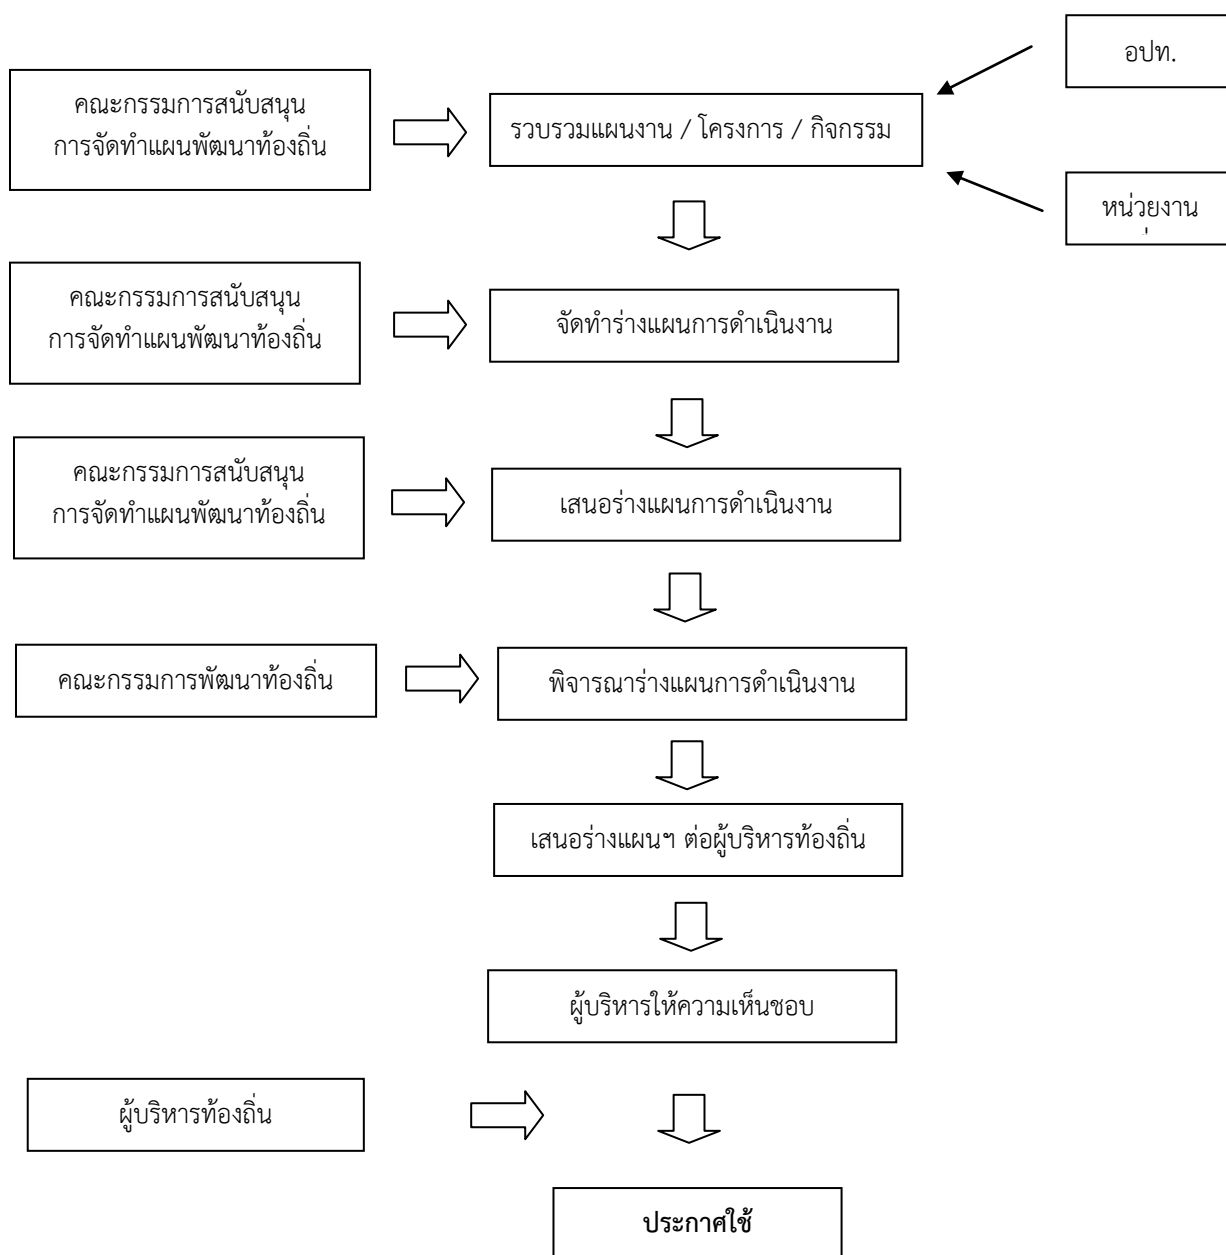 อปท.
คณะกรรมการสนับสนุน
การจัดทำแผนพัฒนาท้องถิ่น
รวบรวมแผนงาน / โครงการ / กิจกรรม
หน่วยงาน
คณะกรรมการสนับสนุน
การจัดทำแผนพัฒนาท้องถิ่น
จัดทำร่างแผนการดำเนินงาน
คณะกรรมการสนับสนุน
การจัดทำแผนพัฒนาท้องถิ่น
เสนอร่างแผนการดำเนินงาน
คณะกรรมการพัฒนาท้องถิ่น
พิจารณาร่างแผนการดำเนินงาน
เสนอร่างแผนฯ ต่อผู้บริหารท้องถิ่น
ผู้บริหารให้ความเห็นชอบ
ผู้บริหารท้องถิ่น
ประกาศใช้